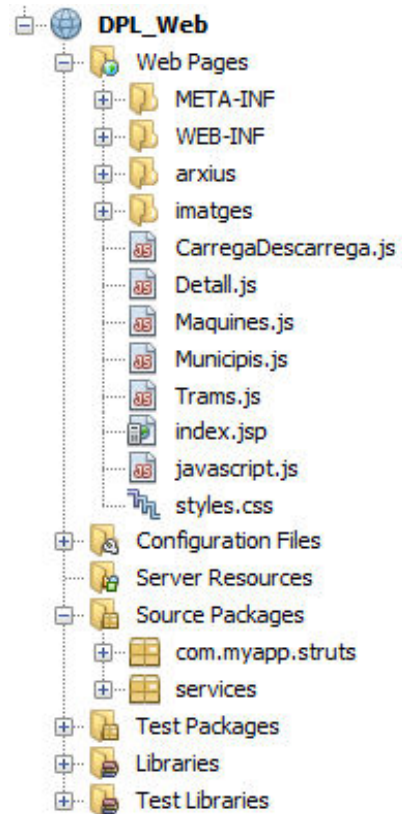 DPL_Web
Web Pages
META-INF
WEB-INF
arxius
imatges
CarregaDescarrega.js
Detall.js
Maquines.js
Municipis.js
Trams.js
index.jsp
javascript.js
styles.css
Configuration Files
Server Resources
Source Packages
com.myapp.struts
services
Test Packages
Libraries
Test Libraries